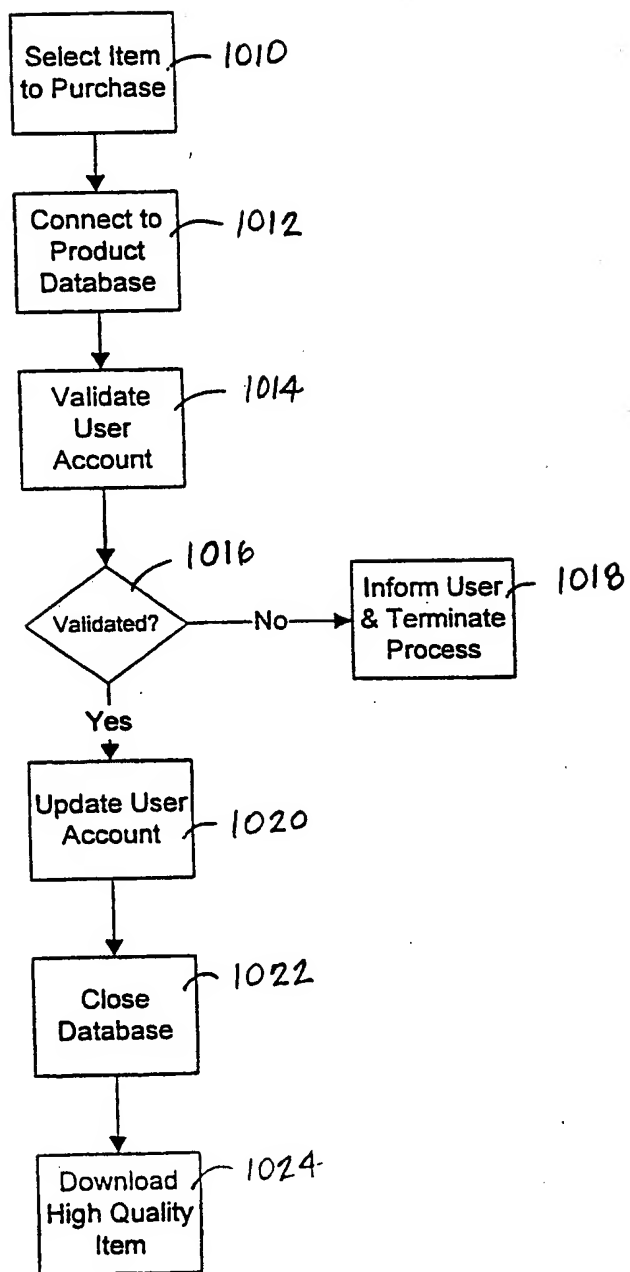 Select Item
to Purchase
1010
Connect to
Product
Database
1012
Validate
User
Account
1014
Validated?
1016
No
Inform User
& Terminate
Process
1018
Yes
Update User
Account
1020
Close
Database
1022
Download
High Quality
Item
1024